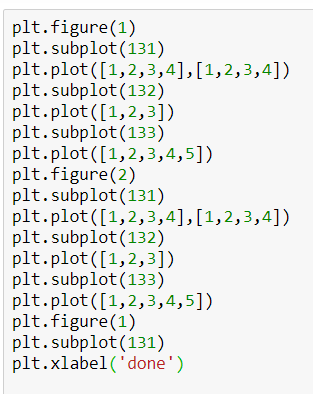 plt.figure(1)
plt.subplot(131)
plt.plot([1,2,3,4],[1,2,3,4])
plt.subplot(132)
plt.plot([1,2,3])
plt.subplot(133)
plt.plot([1,2,3,4,5])
plt.figure(2)
plt.subplot(131)
plt.plot([1,2,3,4],[1,2,3,4])
plt.subplot(132)
plt.plot([1,2,3])
plt.subplot(133)
plt.plot([1,2,3,4,5])
plt.figure(1)
plt.subplot(131)
plt.xlabel('done')